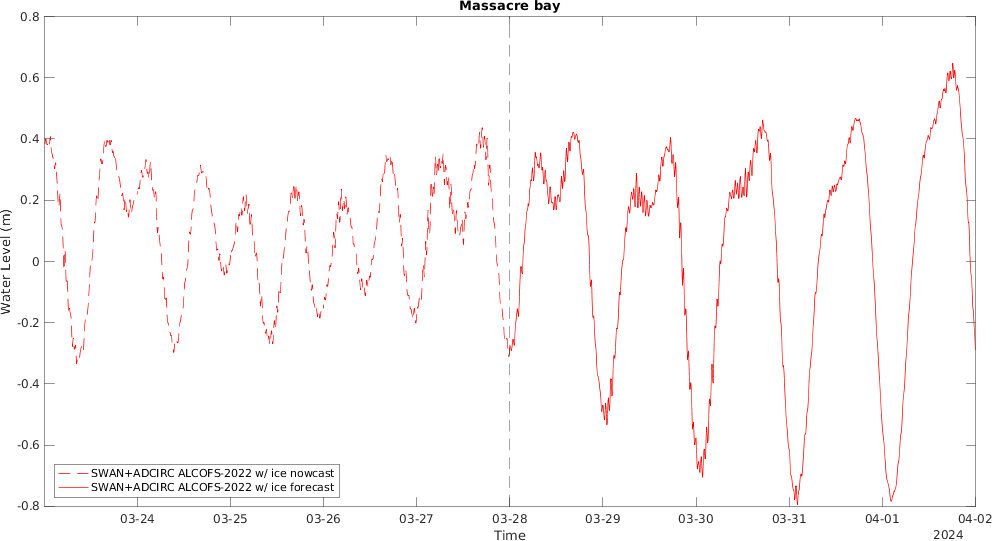 Massacre bay
0.8
0.6
0.4
0.2
0
-0.2
-0.4
-0.6
-0.8
Water Level (m)
SWAN+ADCIRC ALCOFS-2022 w/ ice nowcast
SWAN+ADCIRC ALCOFS-2022 w/ ice forecast
03-24 03-25 03-26 03-27 03-28 03-29 03-30 03-31 04-01 04-02
Time
2024